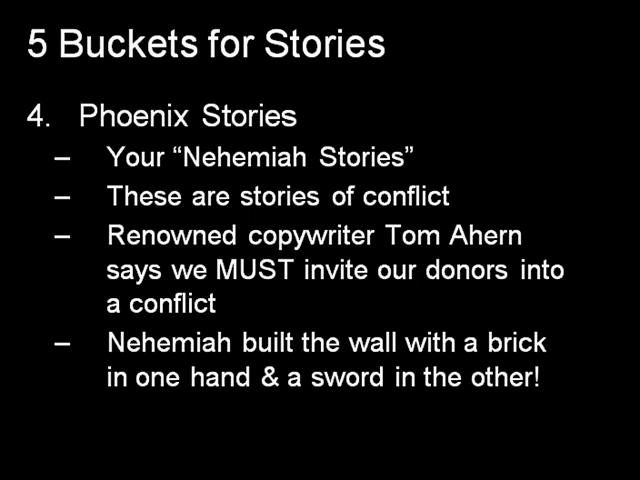 5 Buckets for Stories
4. Phoenix Stories
– Your “Nehemiah Stories”
– These are stories of conflict
– Renowned copywriter Tom Ahern
says we MUST invite our donors into
a conflict
– Nehemiah built the wall with a brick
in one hand & a sword in the other!